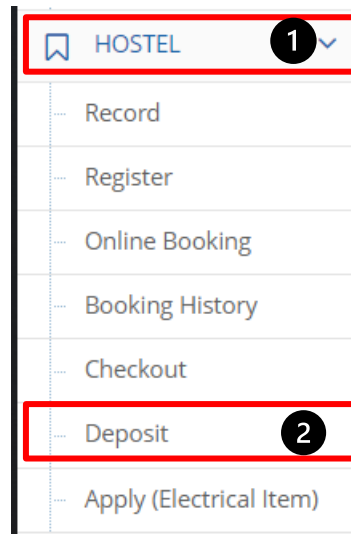 HOSTEL 1
Record
Register
Online Booking
Booking History
Checkout
Deposit 2
Apply (Electrical Item)